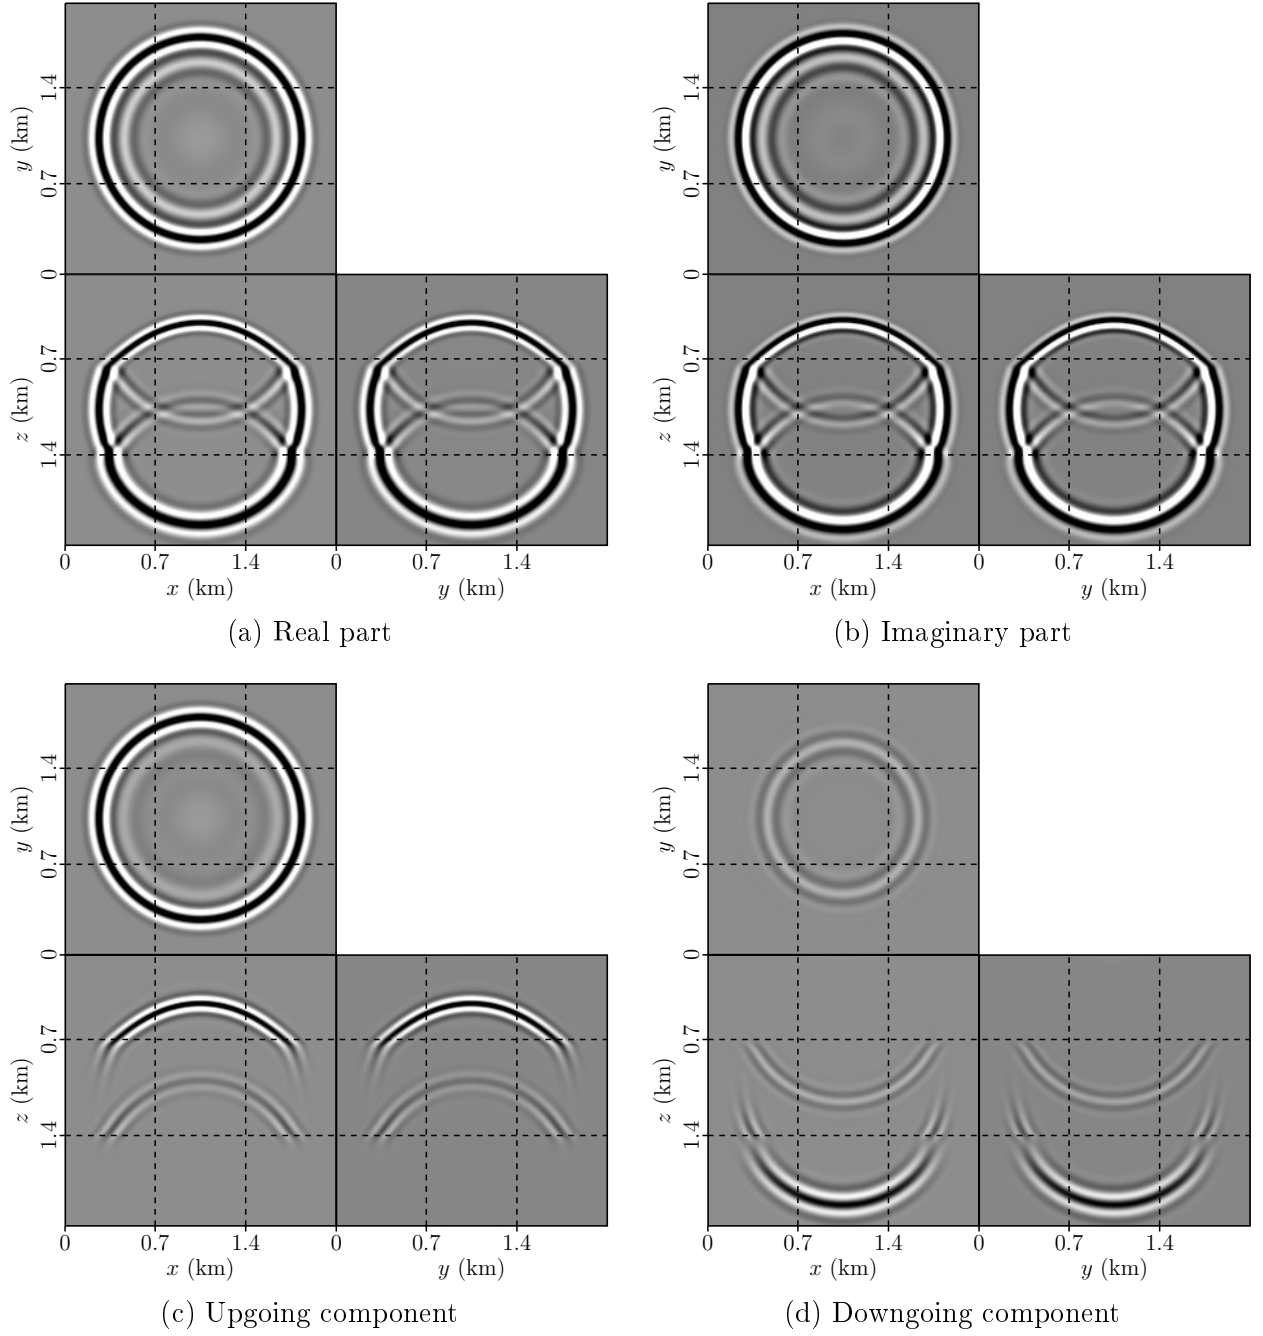 1.4
1.4
y (km)
y (km)
0.7
0.7
0
0
0.7
0.7
z (km)
z (km)
1.4
1.4
0 0.7 1.4 0 0.7 1.4
0 0.7 1.4 0 0.7 1.4
x (km) y (km)
x (km) y (km)
(a) Real part
(b) Imaginary part
1.4
1.4
y (km)
y (km)
0.7
0.7
0
0
0.7
0.7
z (km)
z (km)
1.4
1.4
0 0.7 1.4 0 0.7 1.4
0 0.7 1.4 0 0.7 1.4
x (km) y (km)
x (km) y (km)
(c) Upgoing component
(d) Downgoing component